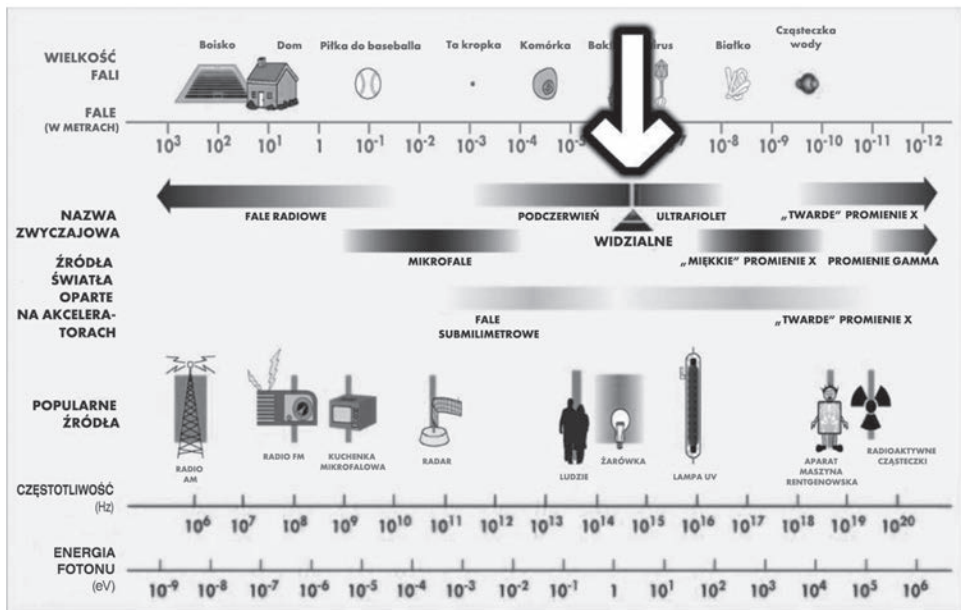 WIELKOŚĆ
FALI
Boisko Dom Piłka do baseballa Ta kropka Komórka Białko Cząsteczka
wody
FALE
(W METRACH)
10³ 10² 10¹ 1 10⁻¹ 10⁻² 10⁻³ 10⁻⁴ 10⁻⁸ 10⁻⁹ 10⁻¹⁰ 10⁻¹¹ 10⁻¹²
NAZWA
ZWYCZAJOWA
FALE RADIOWE PODCZERWIEŃ ULTRAFIOLET „TWARDE” PROMIENIE X
WIDZIALNE
MIKROFALE „MIĘKKIE” PROMIENIE X PROMIENIE GAMMA
ŹRÓDŁA
ŚWIATŁA
OPARTE
NA AKCELERA-
TORACH
FALE
SUBMILIMETROWE
„TWARDE” PROMIENIE X
POPULARNE
ŹRÓDŁA
RADIO
AM
RADIO FM
KUCHENKA
MIKROFALOWA
RADAR
LUDZIE
ŻARÓWKA
LAMPA UV
APARAT
MASZYNA
RENTGENOWSKA
RADIOAKTYWNE
CZĄSTECZKI
CZĘSTOTLIWOŚĆ
(Hz)
10⁶ 10⁷ 10⁸ 10⁹ 10¹⁰ 10¹¹ 10¹² 10¹³ 10¹⁴ 10¹⁵ 10¹⁶ 10¹⁷ 10¹⁸ 10¹⁹ 10²⁰
ENERGIA
FOTONU
(eV)
10⁻⁹ 10⁻⁸ 10⁻⁷ 10⁻⁶ 10⁻⁵ 10⁻⁴ 10⁻³ 10⁻² 10⁻¹ 1 10¹ 10² 10³ 10⁴ 10⁵ 10⁶